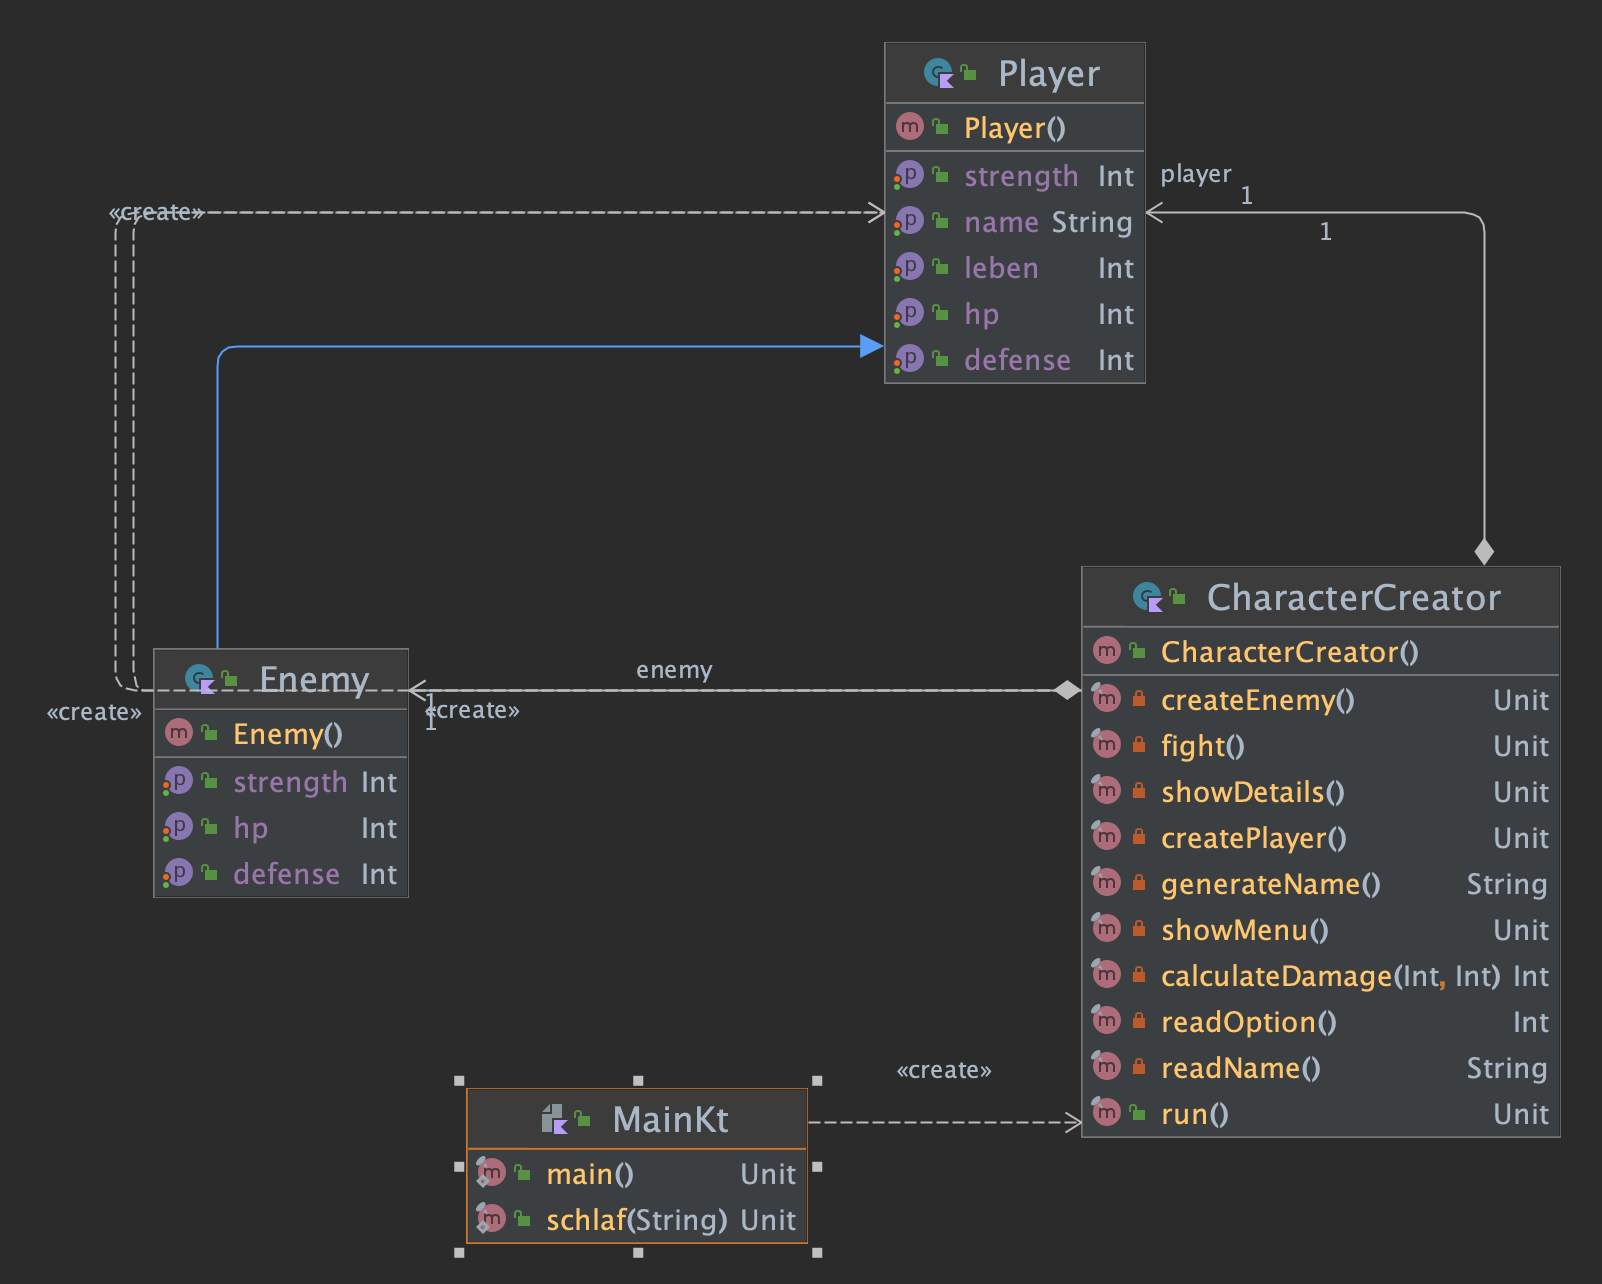 Player
Player()
strength Int
name String
leben Int
hp Int
defense Int
player
1
1
«create»
«create»
Enemy
Enemy()
strength Int
hp Int
defense Int
enemy
1
1
«create»
CharacterCreator
CharacterCreator()
createEnemy() Unit
fight() Unit
showDetails() Unit
createPlayer() Unit
generateName() String
showMenu() Unit
calculateDamage(Int, Int) Int
readOption() Int
readName() String
run() Unit
«create»
MainKt
main() Unit
schlaf(String) Unit